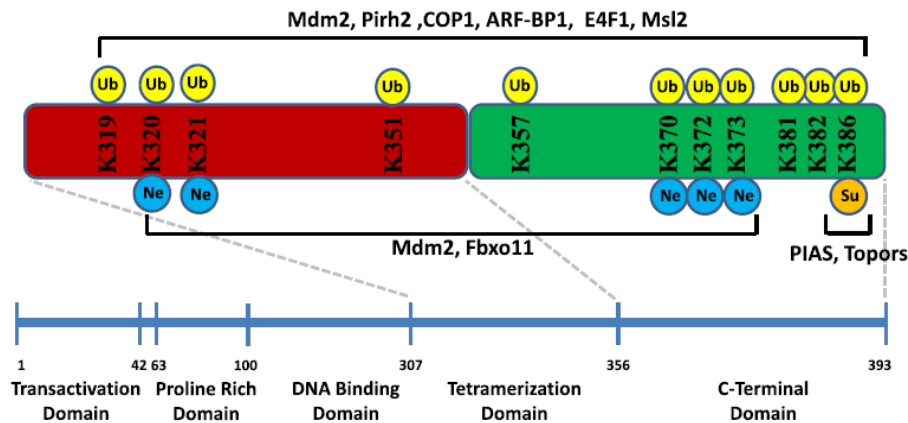 Mdm2, Pirh2 ,COP1, ARF-BP1, E4F1, Msl2
Ub Ub Ub Ub Ub Ub Ub Ub Ub Ub Ub
K319 K320 K321 K351 K357 K370 K372 K373 K381 K382 K386
Ne Ne Ne Ne Ne Su
Mdm2, Fbxo11
PIAS, Topors
1 42 63 100 307 356 393
Transactivation Domain
Proline Rich Domain
DNA Binding Domain
Tetramerization Domain
C-Terminal Domain